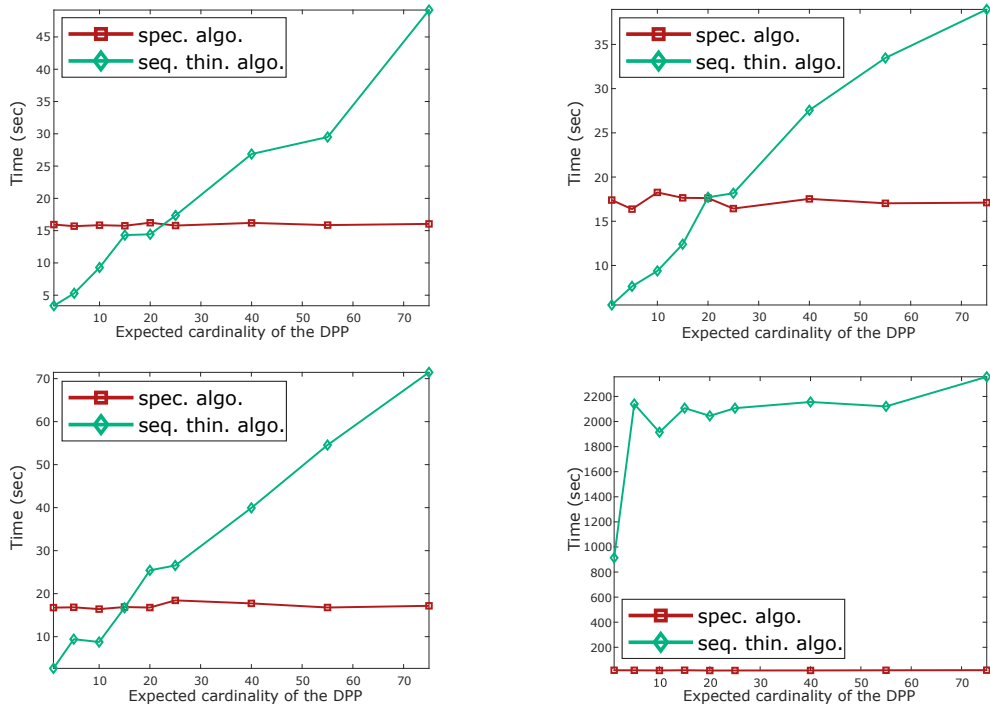 spec. algo.
seq. thin. algo.
Time (sec)
45
40
35
30
25
20
15
10
5
10 20 30 40 50 60 70
Expected cardinality of the DPP
spec. algo.
seq. thin. algo.
Time (sec)
35
30
25
20
15
10
10 20 30 40 50 60 70
Expected cardinality of the DPP
spec. algo.
seq. thin. algo.
Time (sec)
70
60
50
40
30
20
10
10 20 30 40 50 60 70
Expected cardinality of the DPP
Time (sec)
2200
2000
1800
1600
1400
1200
1000
800
600
400
200
spec. algo.
seq. thin. algo.
10 20 30 40 50 60 70
Expected cardinality of the DPP